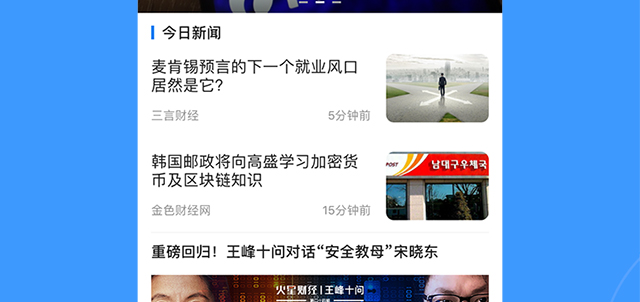 今日新闻
麦肯锡预言的下一个就业风口
居然是它?
三言财经 5分钟前
韩国邮政将向高盛学习加密货
币及区块链知识
金色财经网 15分钟前
POST 남대구우체국
重磅回归！王峰十问对话“安全教母”宋晓东
火星财经 | 王峰十问